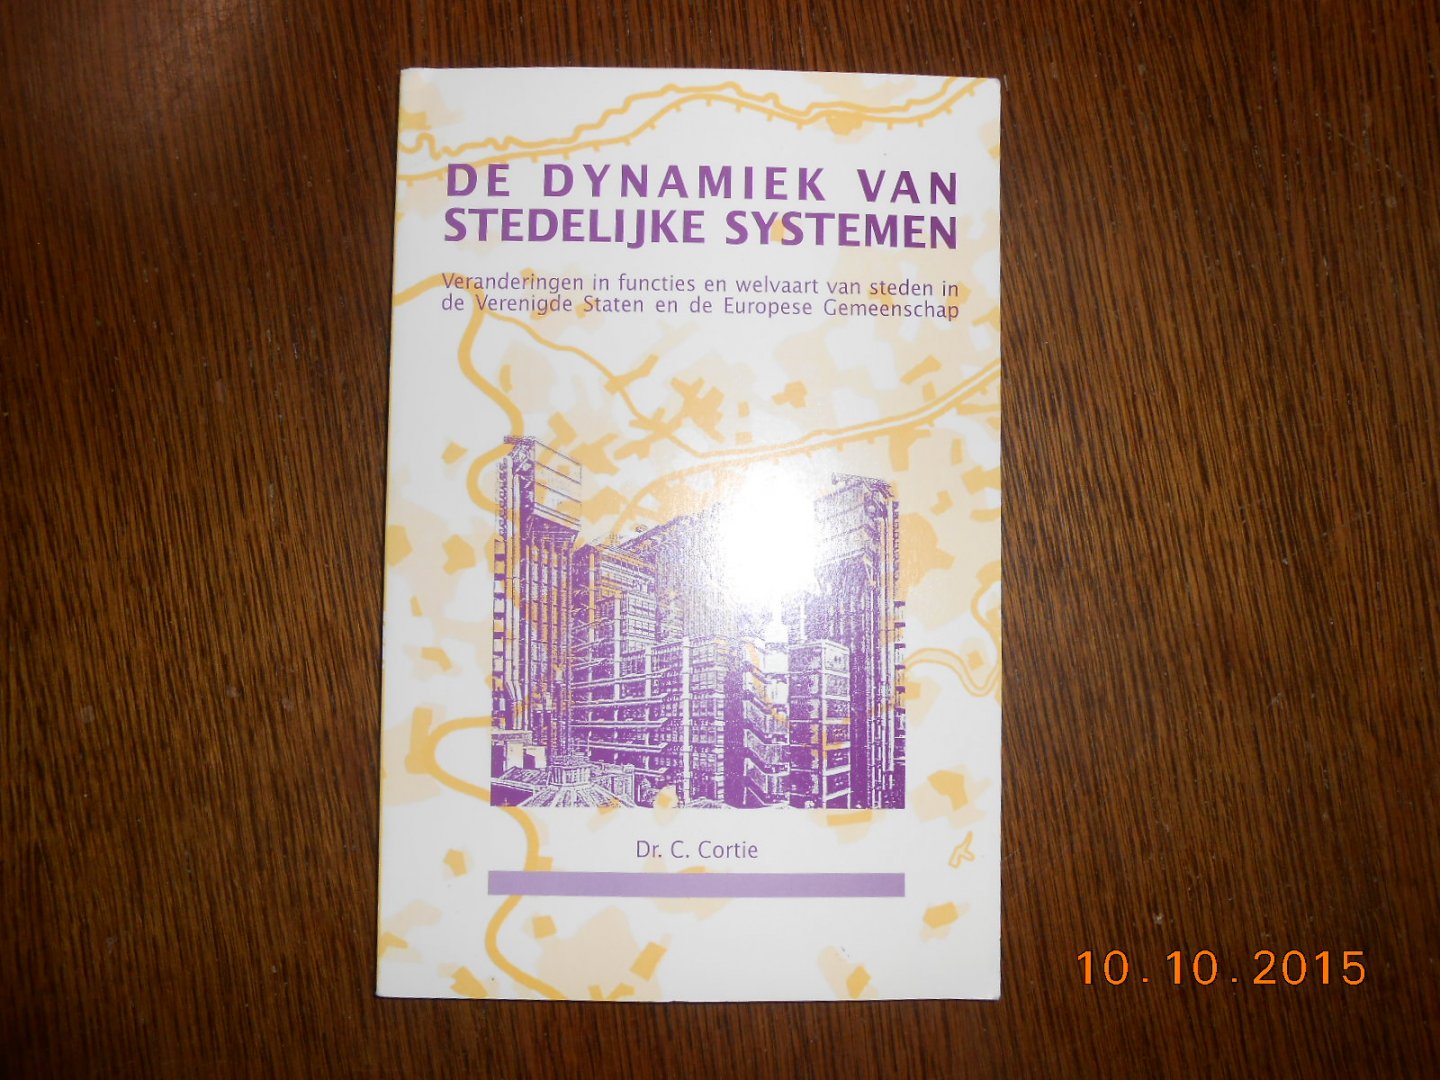 DE DYNAMIEK VAN
STEDELIJKE SYSTEMEN
Veranderingen in functies en welvaart van steden in
de Verenigde Staten en de Europese Gemeenschap
Dr. C. Cortie
10.10.2015